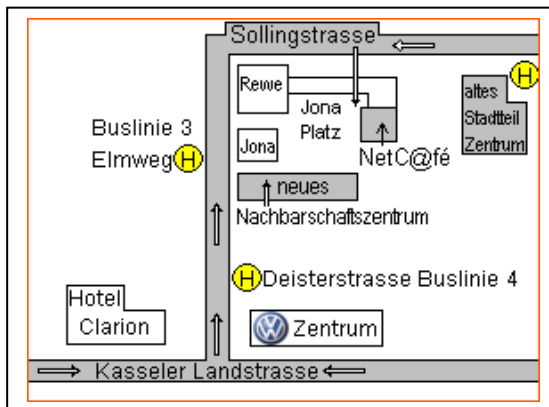 Sollingstrasse
Rewe
altes
Stadtteil
Zentrum
H
Jona
Platz
Buslinie 3
Elmweg H
Jona
NetC@fé
neues
Nachbarschaftszentrum
H Deisterstrasse Buslinie 4
Hotel
Clarion
VW Zentrum
Kasseler Landstrasse